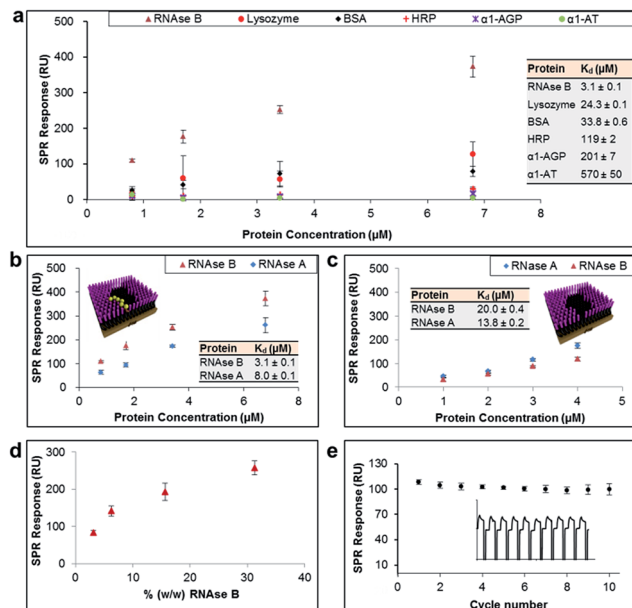 a
RNAse B Lysozyme BSA HRP α1-AGP α1-AT
SPR Response (RU)
500
400
300
200
100
0
0 1 2 3 4 5 6 7 8
Protein Concentration (µM)
Protein Kd (µM)
RNAse B 3.1 ± 0.1
Lysozyme 24.3 ± 0.1
BSA 33.8 ± 0.6
HRP 119 ± 2
α1-AGP 201 ± 7
α1-AT 570 ± 50
b
RNAse B RNAse A
SPR Response (RU)
500
400
300
200
100
0
0 2 4 6 8
Protein Concentration (µM)
Protein Kd (µM)
RNAse B 3.1 ± 0.1
RNAse A 8.0 ± 0.1
c
RNAse A RNAse B
SPR Response (RU)
500
400
300
200
100
0
0 1 2 3 4 5
Protein Concentration (µM)
Protein Kd (µM)
RNAse B 20.0 ± 0.4
RNAse A 13.8 ± 0.2
d
SPR Response (RU)
300
200
100
0
0 10 20 30 40
% (w/w) RNAse B
e
SPR Response (RU)
130
100
70
40
10
0 2 4 6 8 10
Cycle number